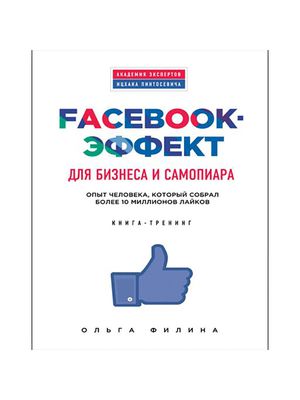 АКАДЕМИЯ ЭКСПЕРТОВ
ИЦХАКА ПИНТОСЕВИЧА
FACEBOOK-
ЭФФЕКТ
ДЛЯ БИЗНЕСА И САМОПИАРА
ОПЫТ ЧЕЛОВЕКА, КОТОРЫЙ СОБРАЛ
БОЛЕЕ 10 МИЛЛИОНОВ ЛАЙКОВ
КНИГА-ТРЕНИНГ
ОЛЬГА ФИЛИНА